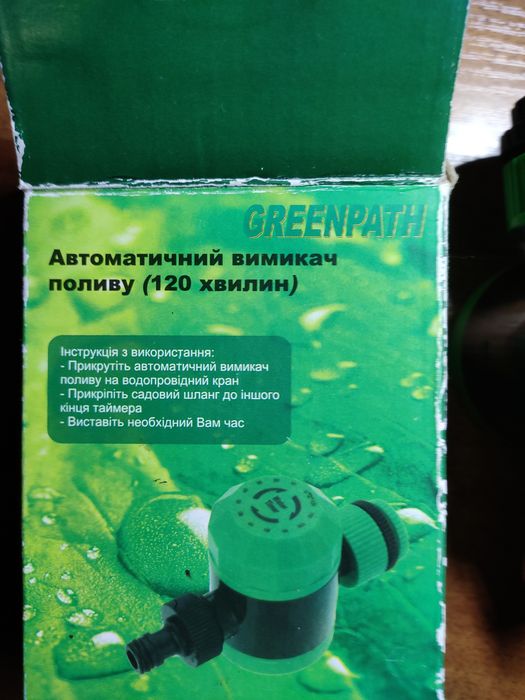 GREENPATH
Автоматичний вимикач
поливу (120 хвилин)
Інструкція з використання:
- Прикрутіть автоматичний вимикач
поливу на водопровідний кран
- Прикріпіть садовий шланг до іншого
кінця таймера
- Виставіть необхідний Вам час